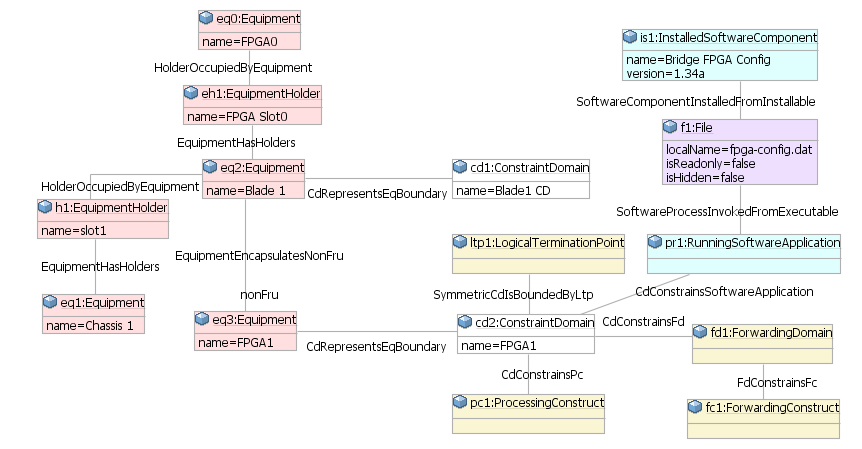 eq0:Equipment
name=FPGA0
HolderOccupiedByEquipment
eh1:EquipmentHolder
name=FPGA Slot0
EquipmentHasHolders
eq2:Equipment
name=Blade 1
HolderOccupiedByEquipment
h1:EquipmentHolder
name=slot1
EquipmentHasHolders
eq1:Equipment
name=Chassis 1
CdRepresentsEqBoundary
cd1:ConstraintDomain
name=Blade1 CD
EquipmentEncapsulatesNonFru
nonFru
eq3:Equipment
name=FPGA1
CdRepresentsEqBoundary
ltp1:LogicalTerminationPoint
SymmetricCdIsBoundedByLtp
cd2:ConstraintDomain
name=FPGA1
CdConstrainsPc
pc1:ProcessingConstruct
is1:InstalledSoftwareComponent
name=Bridge FPGA Config
version=1.34a
SoftwareComponentInstalledFromInstallable
f1:File
localName=fpga-config.dat
isReadonly=false
isHidden=false
SoftwareProcessInvokedFromExecutable
pr1:RunningSoftwareApplication
CdConstrainsSoftwareApplication
CdConstrainsFd
fd1:ForwardingDomain
FdConstrainsFc
fc1:ForwardingConstruct